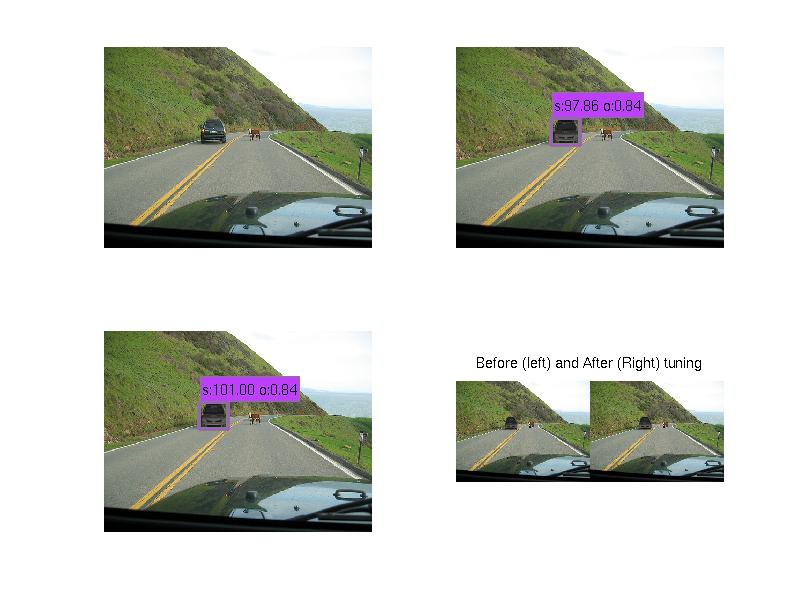 s:97.86 o:0.84
s:101.00 o:0.84
Before (left) and After (Right) tuning